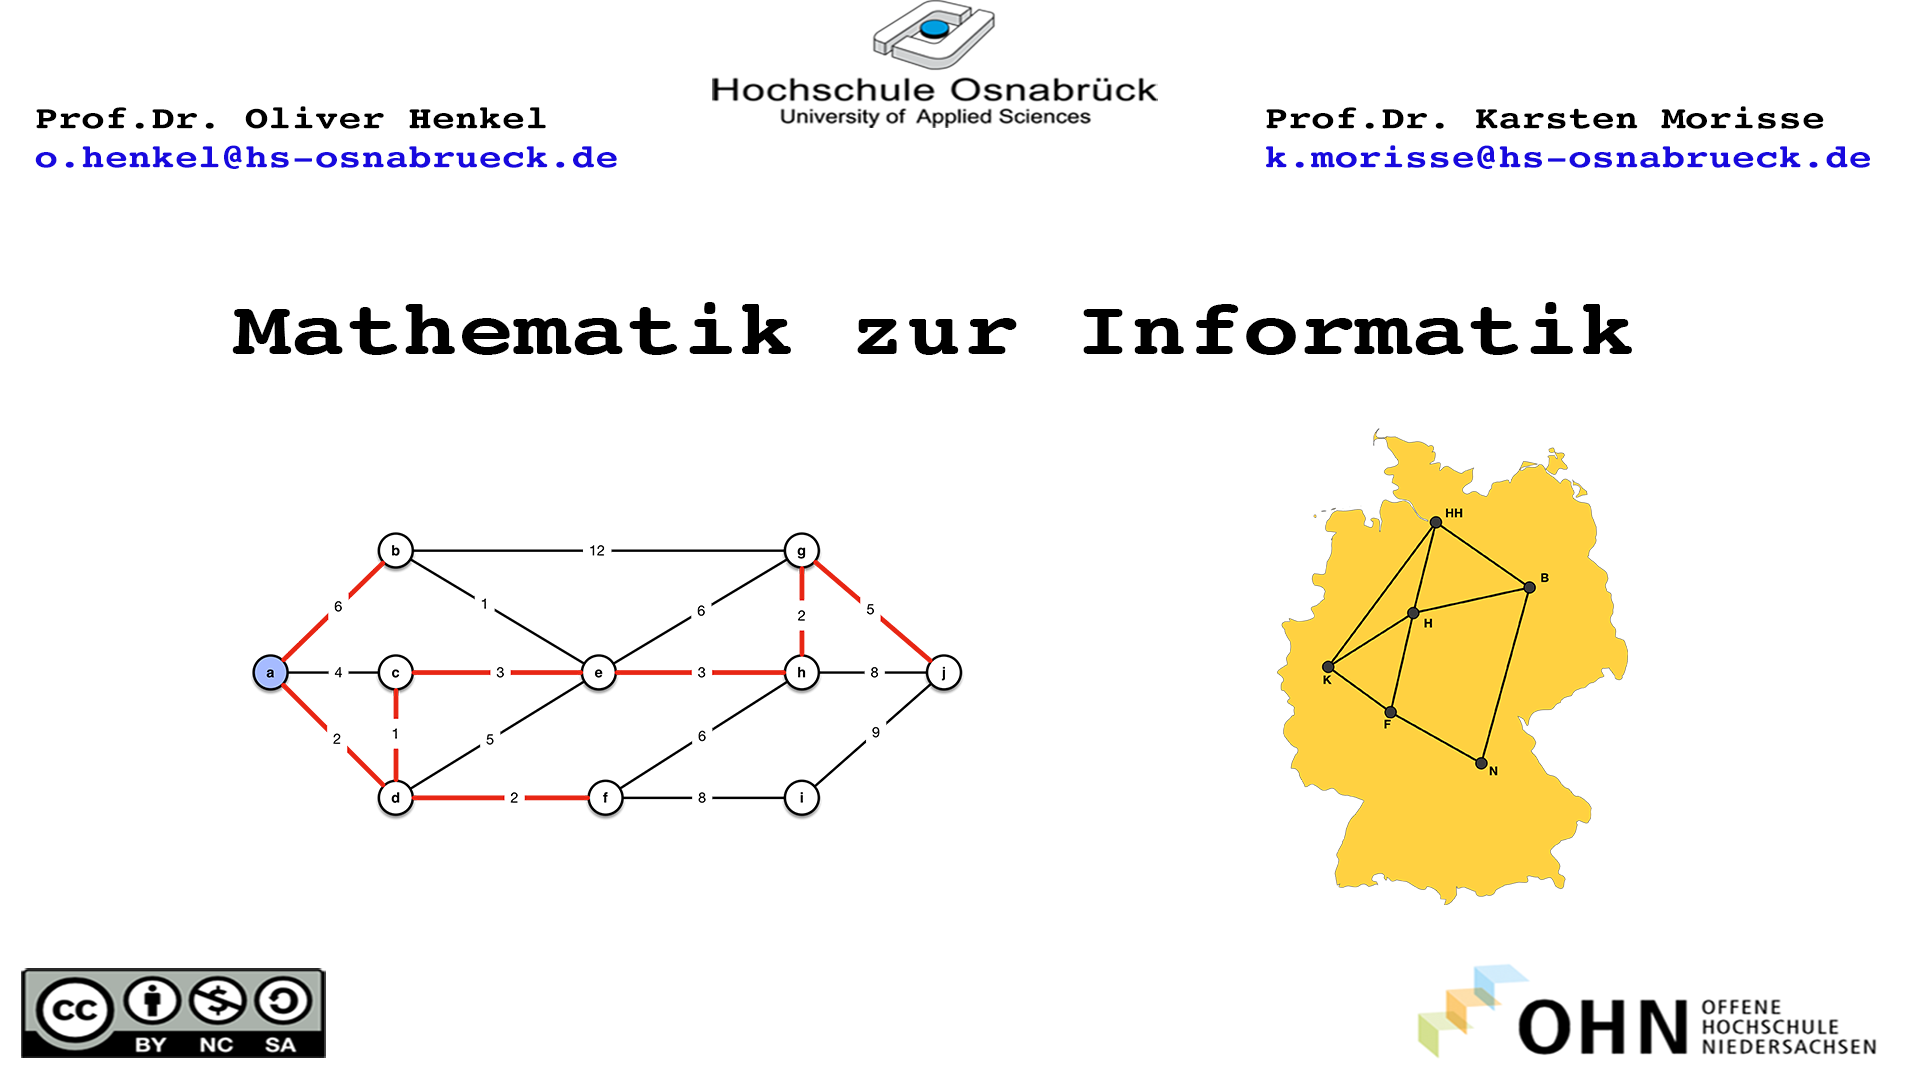 Hochschule Osnabrück
University of Applied Sciences
Prof.Dr. Oliver Henkel
o.henkel@hs-osnabrueck.de
Prof.Dr. Karsten Morisse
k.morisse@hs-osnabrueck.de
Mathematik zur Informatik
b 12 g
1
6 6 2 5
a 4 c 3 e 3 h 8 j
2 1 5 6 9
d 2 f 8 i
HH
B
H
K
F
N
cc
BY NC SA
OHN
OFFENE
HOCHSCHULE
NIEDERSACHSEN